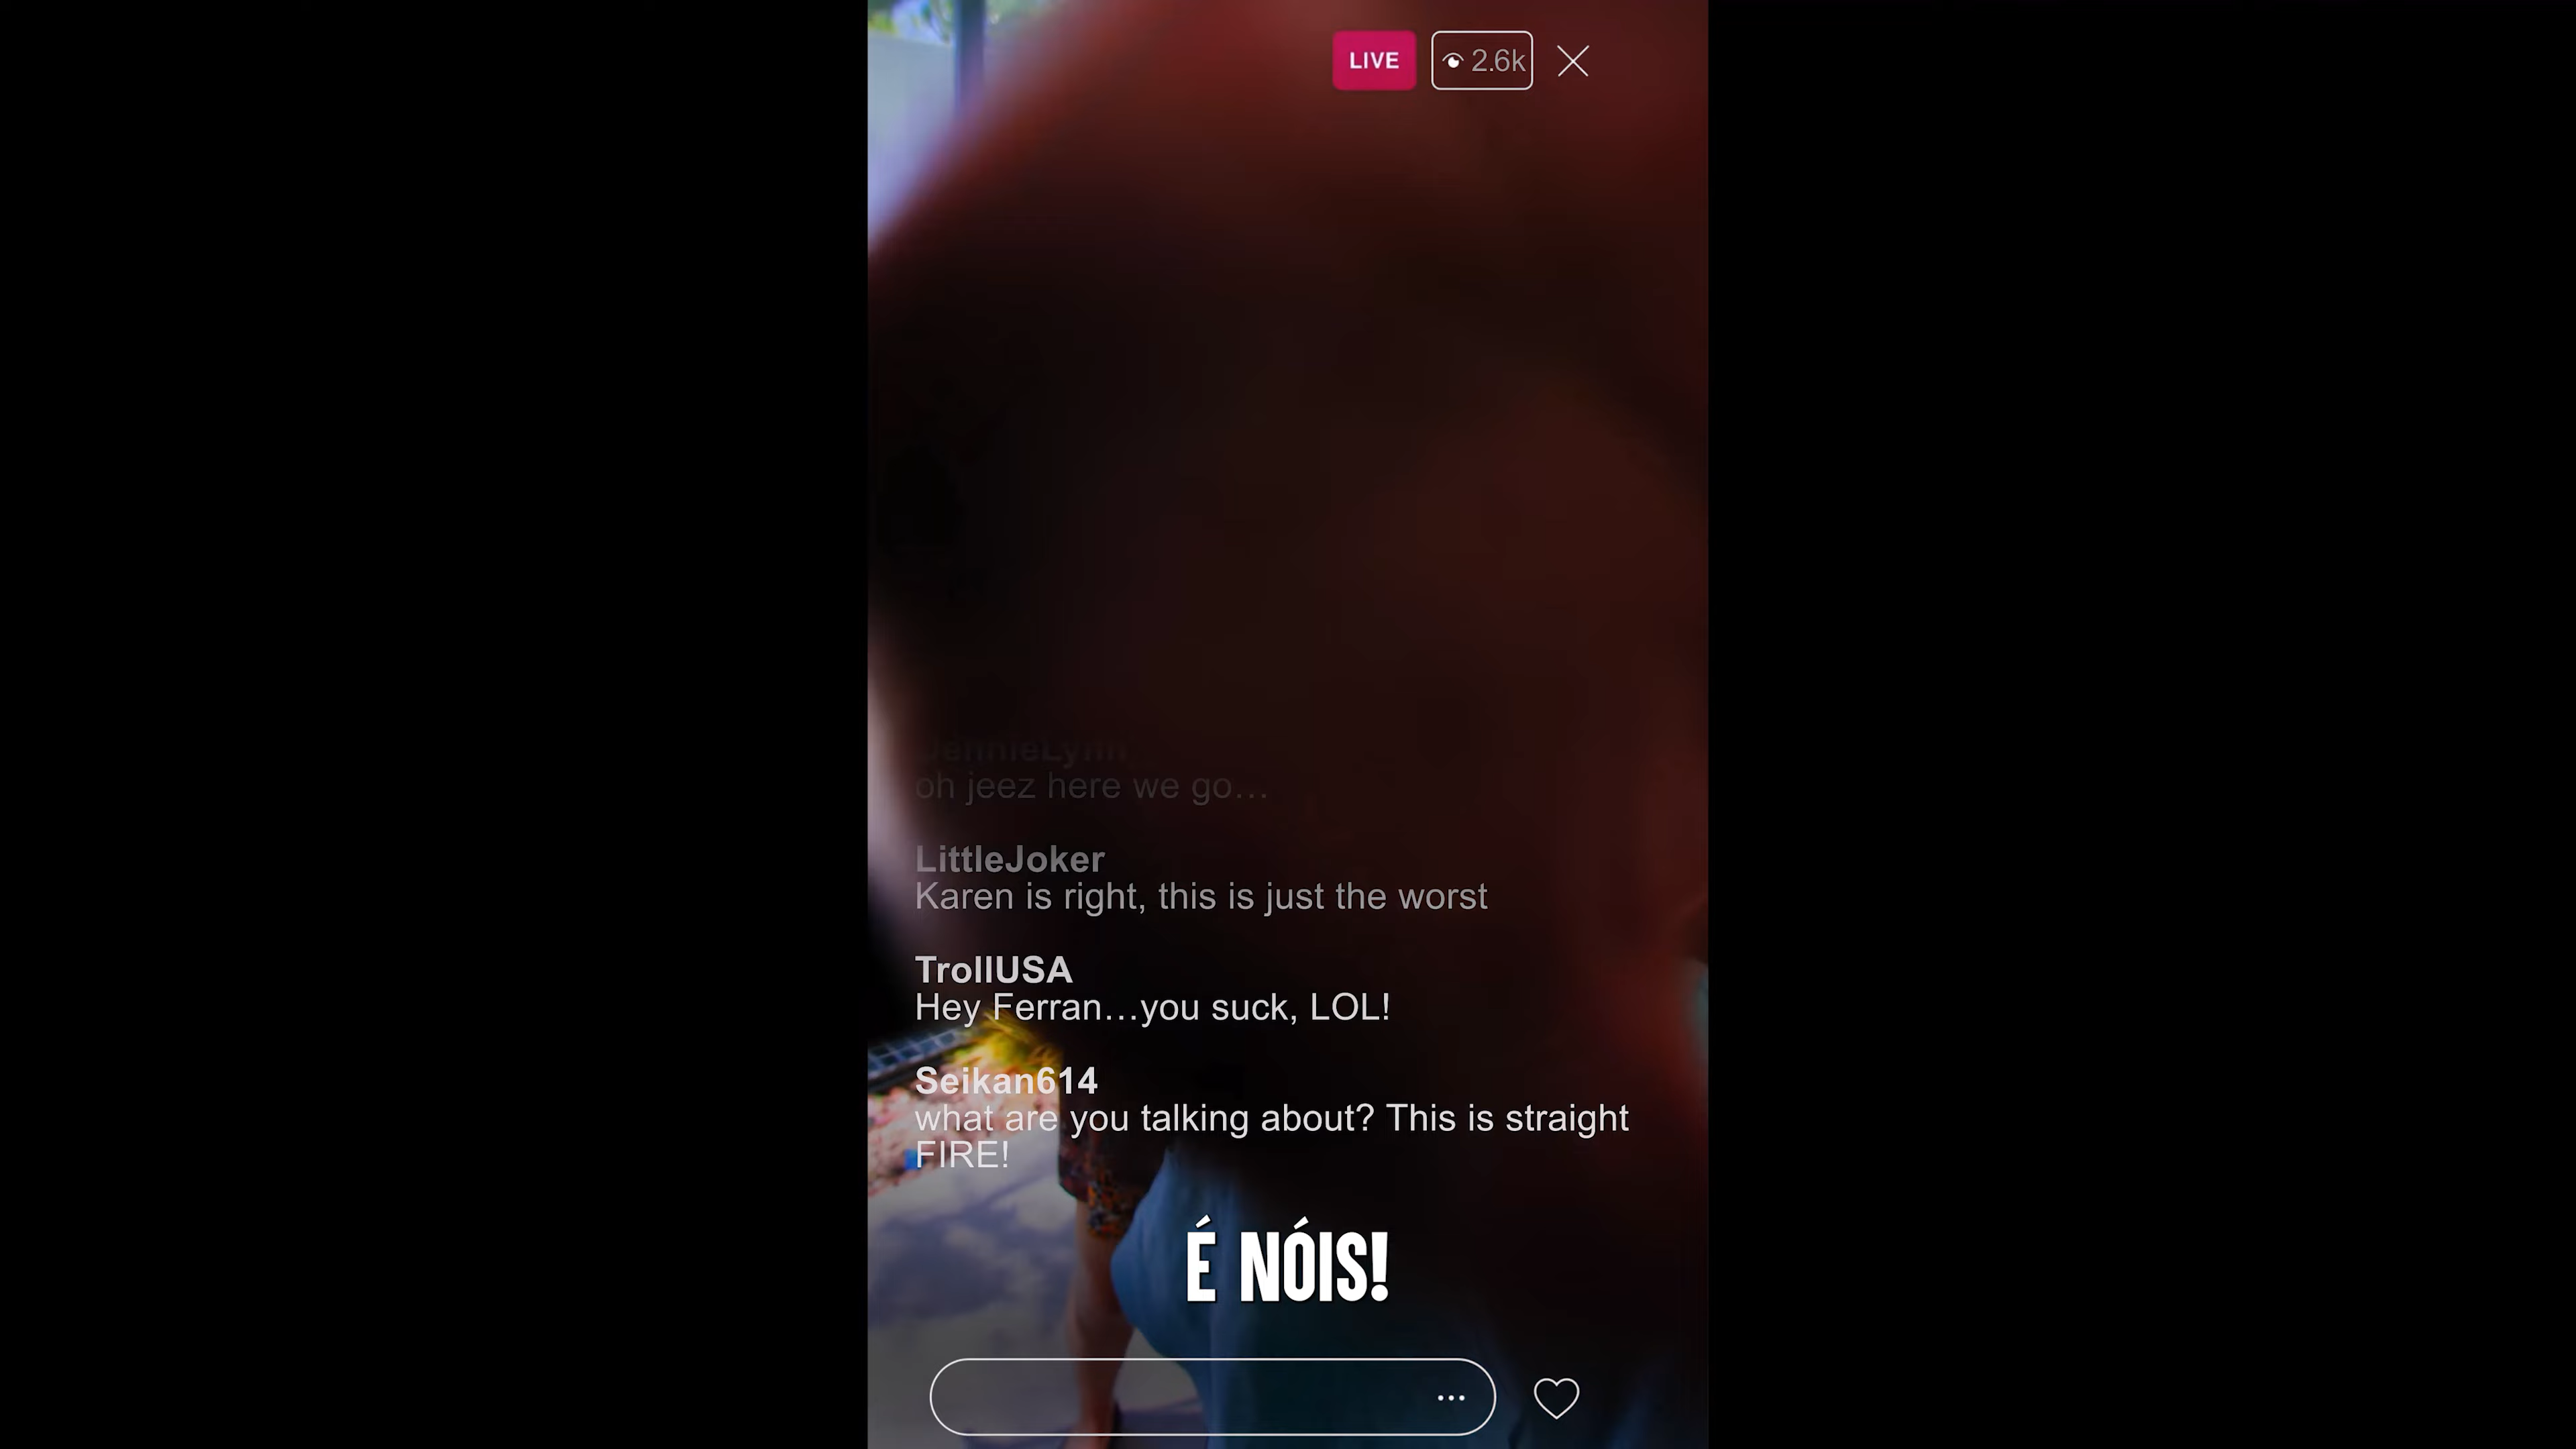 LIVE
2.6k
JennieLynn
oh jeez here we go…
LittleJoker
Karen is right, this is just the worst
TrollUSA
Hey Ferran…you suck, LOL!
Seikan614
what are you talking about? This is straight
FIRE!
É NÓIS!